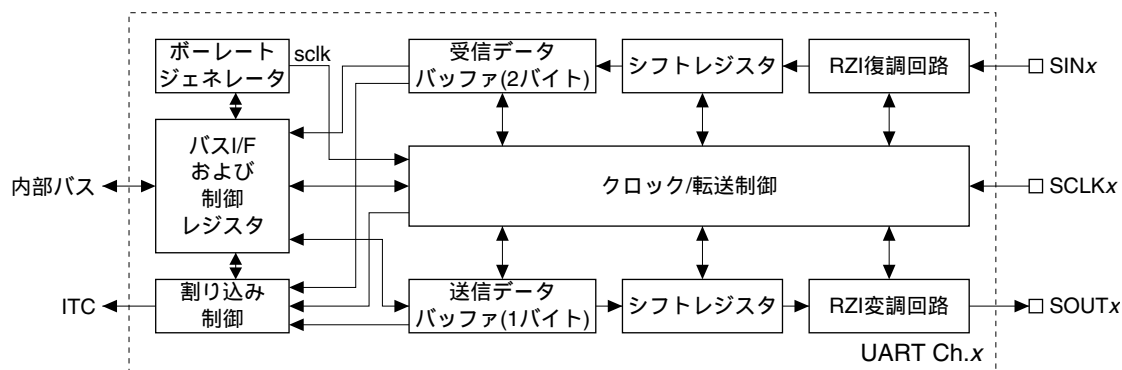 ボーレート
ジェネレータ
sclk
受信データ
バッファ(2バイト)
シフトレジスタ
RZI復調回路
SINx
バスI/F
および
制御
レジスタ
内部バス
クロック/転送制御
SCLKx
ITC
割り込み
制御
送信データ
バッファ(1バイト)
シフトレジスタ
RZI変調回路
SOUTx
UART Ch.x